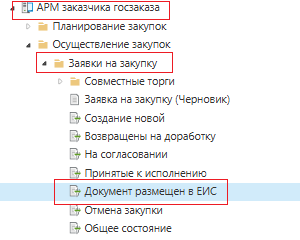 АРМ заказчика госзаказа
Планирование закупок
Осуществление закупок
Заявки на закупку
Совместные торги
Заявка на закупку (Черновик)
Создание новой
Возвращены на доработку
На согласовании
Принятые к исполнению
Документ размещен в ЕИС
Отмена закупки
Общее состояние